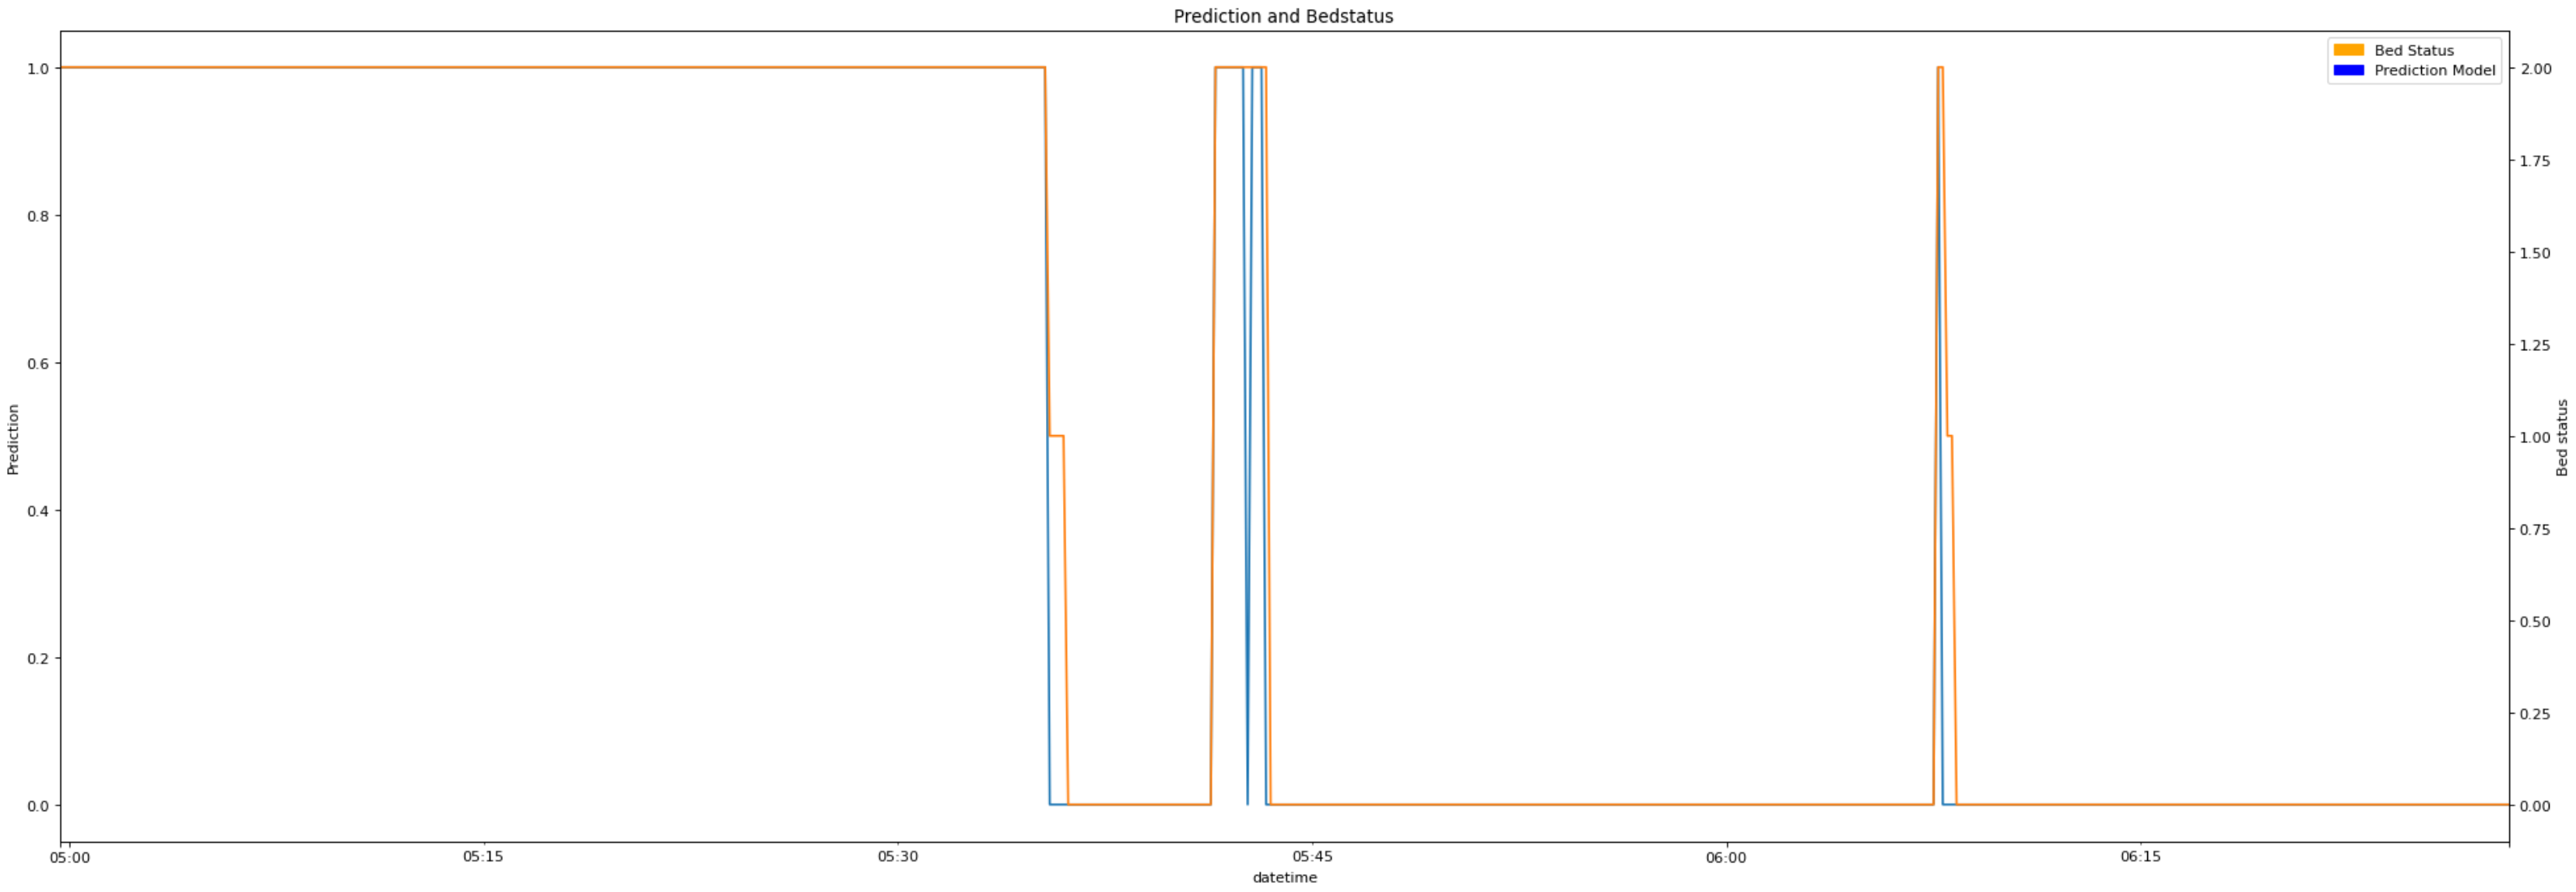 Prediction and Bedstatus
Bed Status
Prediction Model
1.0
0.8
0.6
0.4
0.2
0.0
Prediction
2.00
1.75
1.50
1.25
1.00
0.75
0.50
0.25
0.00
Bed status
05:00 05:15 05:30 05:45 06:00 06:15
datetime